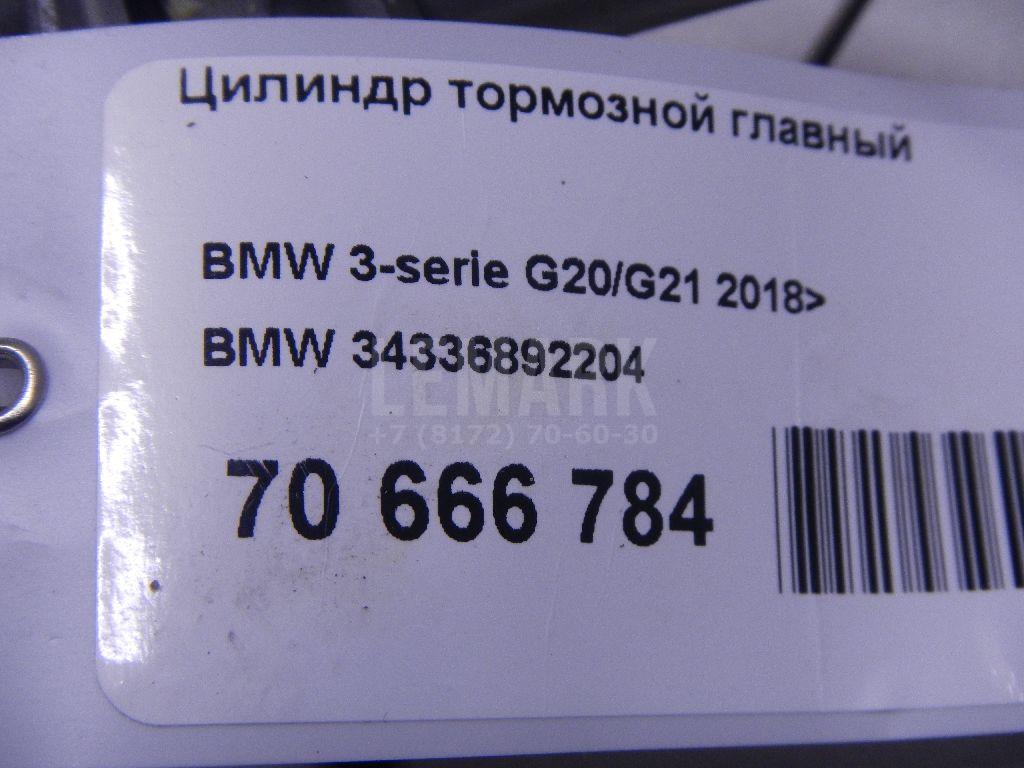 Цилиндр тормозной главный
BMW 3-serie G20/G21 2018>
BMW 34336892204
LEMARK
+7 (8172) 70-60-30
70 666 784